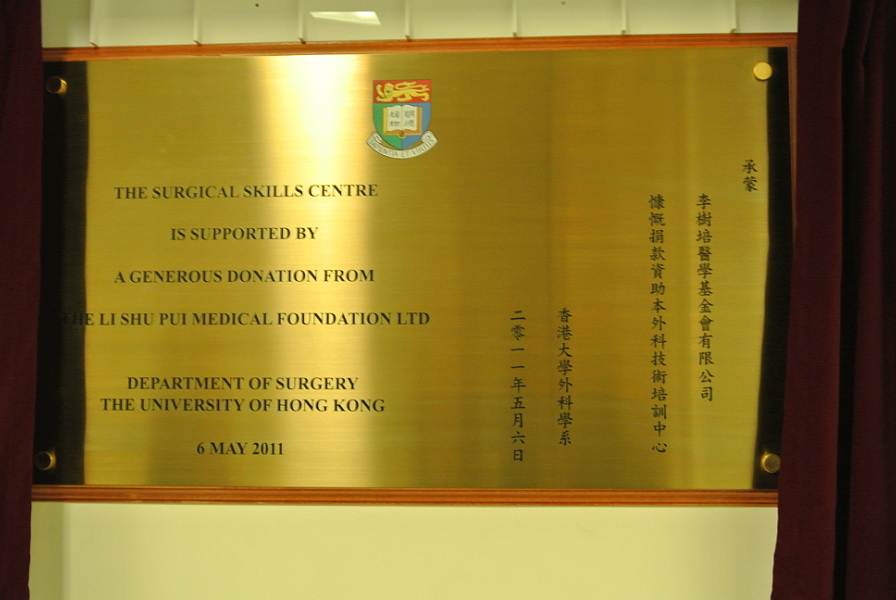 THE SURGICAL SKILLS CENTRE
IS SUPPORTED BY
A GENEROUS DONATION FROM
THE LI SHU PUI MEDICAL FOUNDATION LTD
DEPARTMENT OF SURGERY
THE UNIVERSITY OF HONG KONG
6 MAY 2011
承蒙
李樹培醫學基金會有限公司
慷慨捐款資助本外科技術培訓中心
香港大學外科學系
二零一一年五月六日